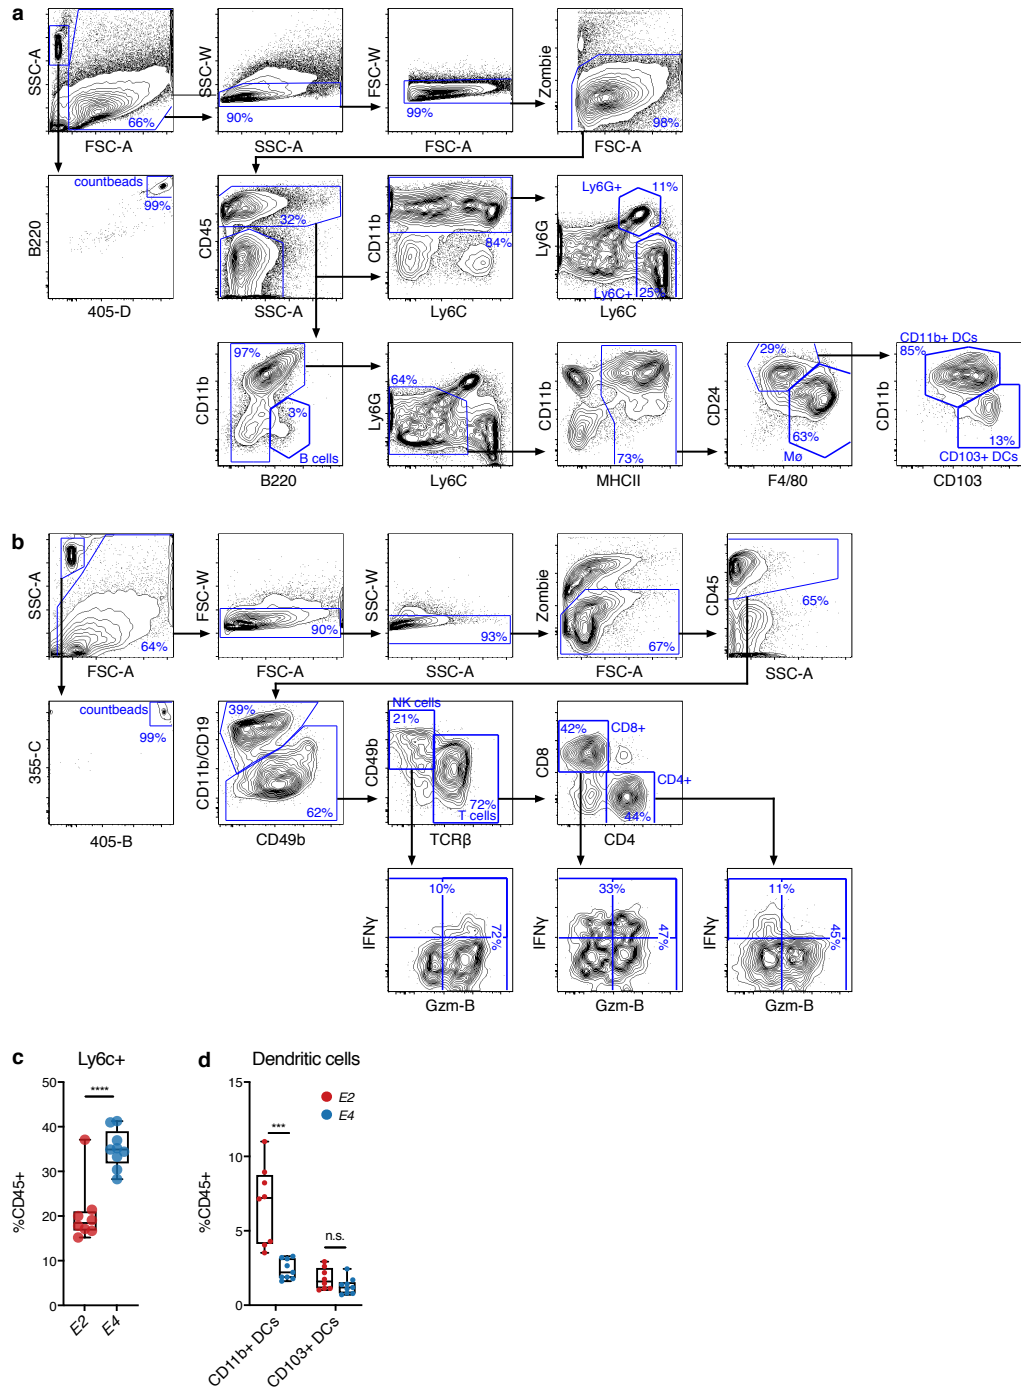 a
SSC-A
66%
FSC-A
SSC-W
90%
SSC-A
FSC-W
99%
FSC-A
Zombie
98%
FSC-A
countbeads
99%
B220
405-D
CD45
32%
SSC-A
CD11b
84%
Ly6C
Ly6G+
11%
Ly6G
Ly6C+
25%
Ly6C
97%
CD11b
3%
B cells
B220
64%
Ly6G
Ly6C
CD11b
73%
MHCII
29%
CD24
63%
Mø
F4/80
CD11b+ DCs
85%
CD11b
13%
CD103+ DCs
CD103
b
SSC-A
64%
FSC-A
FSC-W
90%
FSC-A
SSC-W
93%
SSC-A
Zombie
67%
FSC-A
CD45
65%
SSC-A
countbeads
99%
355-C
405-B
39%
CD11b/CD19
62%
CD49b
NK cells
21%
CD49b
72%
T cells
TCRβ
42%
CD8+
CD8
CD4+
44%
CD4
10%
72%
IFNγ
Gzm-B
33%
47%
IFNγ
Gzm-B
11%
45%
IFNγ
Gzm-B
c
Ly6c+
50
40
30
20
10
0
%CD45+
****
E2
E4
d
Dendritic cells
15
10
5
0
%CD45+
E2
E4
***
n.s.
CD11b+ DCs
CD103+ DCs